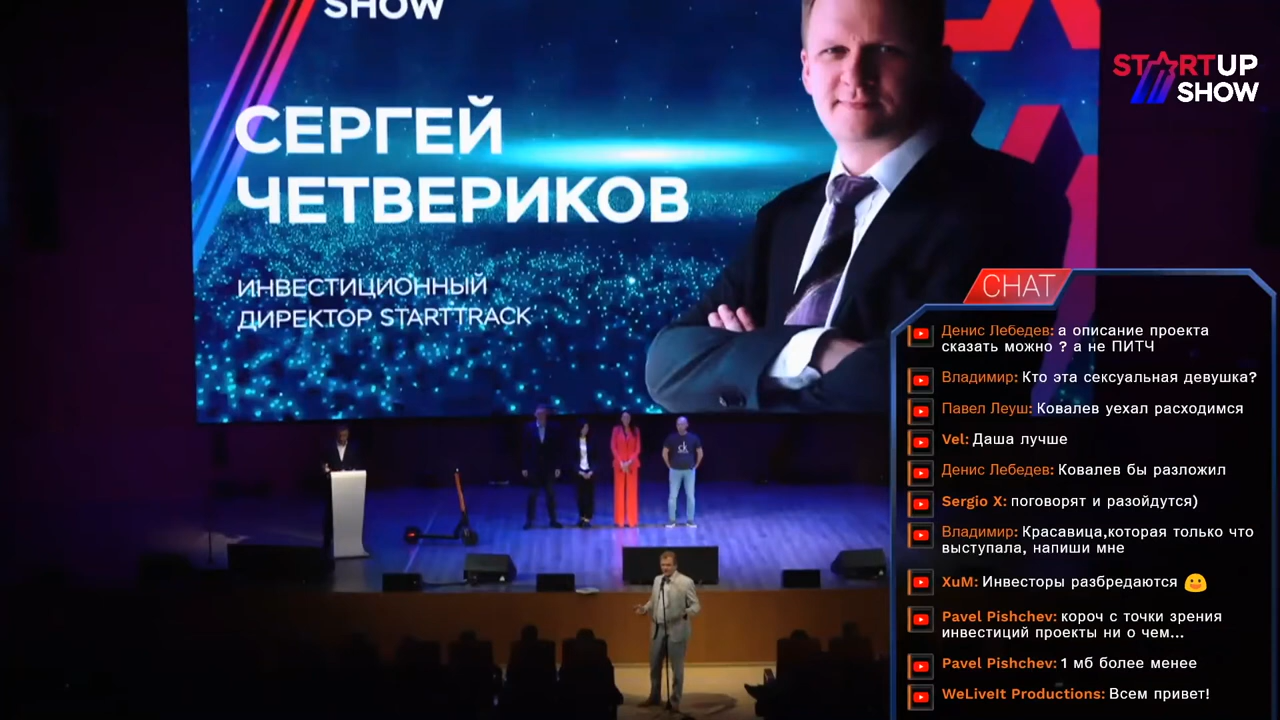 SHOW
СЕРГЕЙ
ЧЕТВЕРИКОВ
ИНВЕСТИЦИОННЫЙ
ДИРЕКТОР STARTTRACK
STARTUP
SHOW
CHAT
Денис Лебедев: а описание проекта
сказать можно ? а не ПИТЧ
Владимир: Кто эта сексуальная девушка?
Павел Леуш: Ковалев уехал расходимся
Vel: Даша лучше
Денис Лебедев: Ковалев бы разложил
Sergio X: поговорят и разойдутся)
Владимир: Красавица,которая только что
выступала, напиши мне
XuM: Инвесторы разбредаются
Pavel Pishchev: короч с точки зрения
инвестиций проекты ни о чем...
Pavel Pishchev: 1 мб более менее
WeLiveIt Productions: Всем привет!